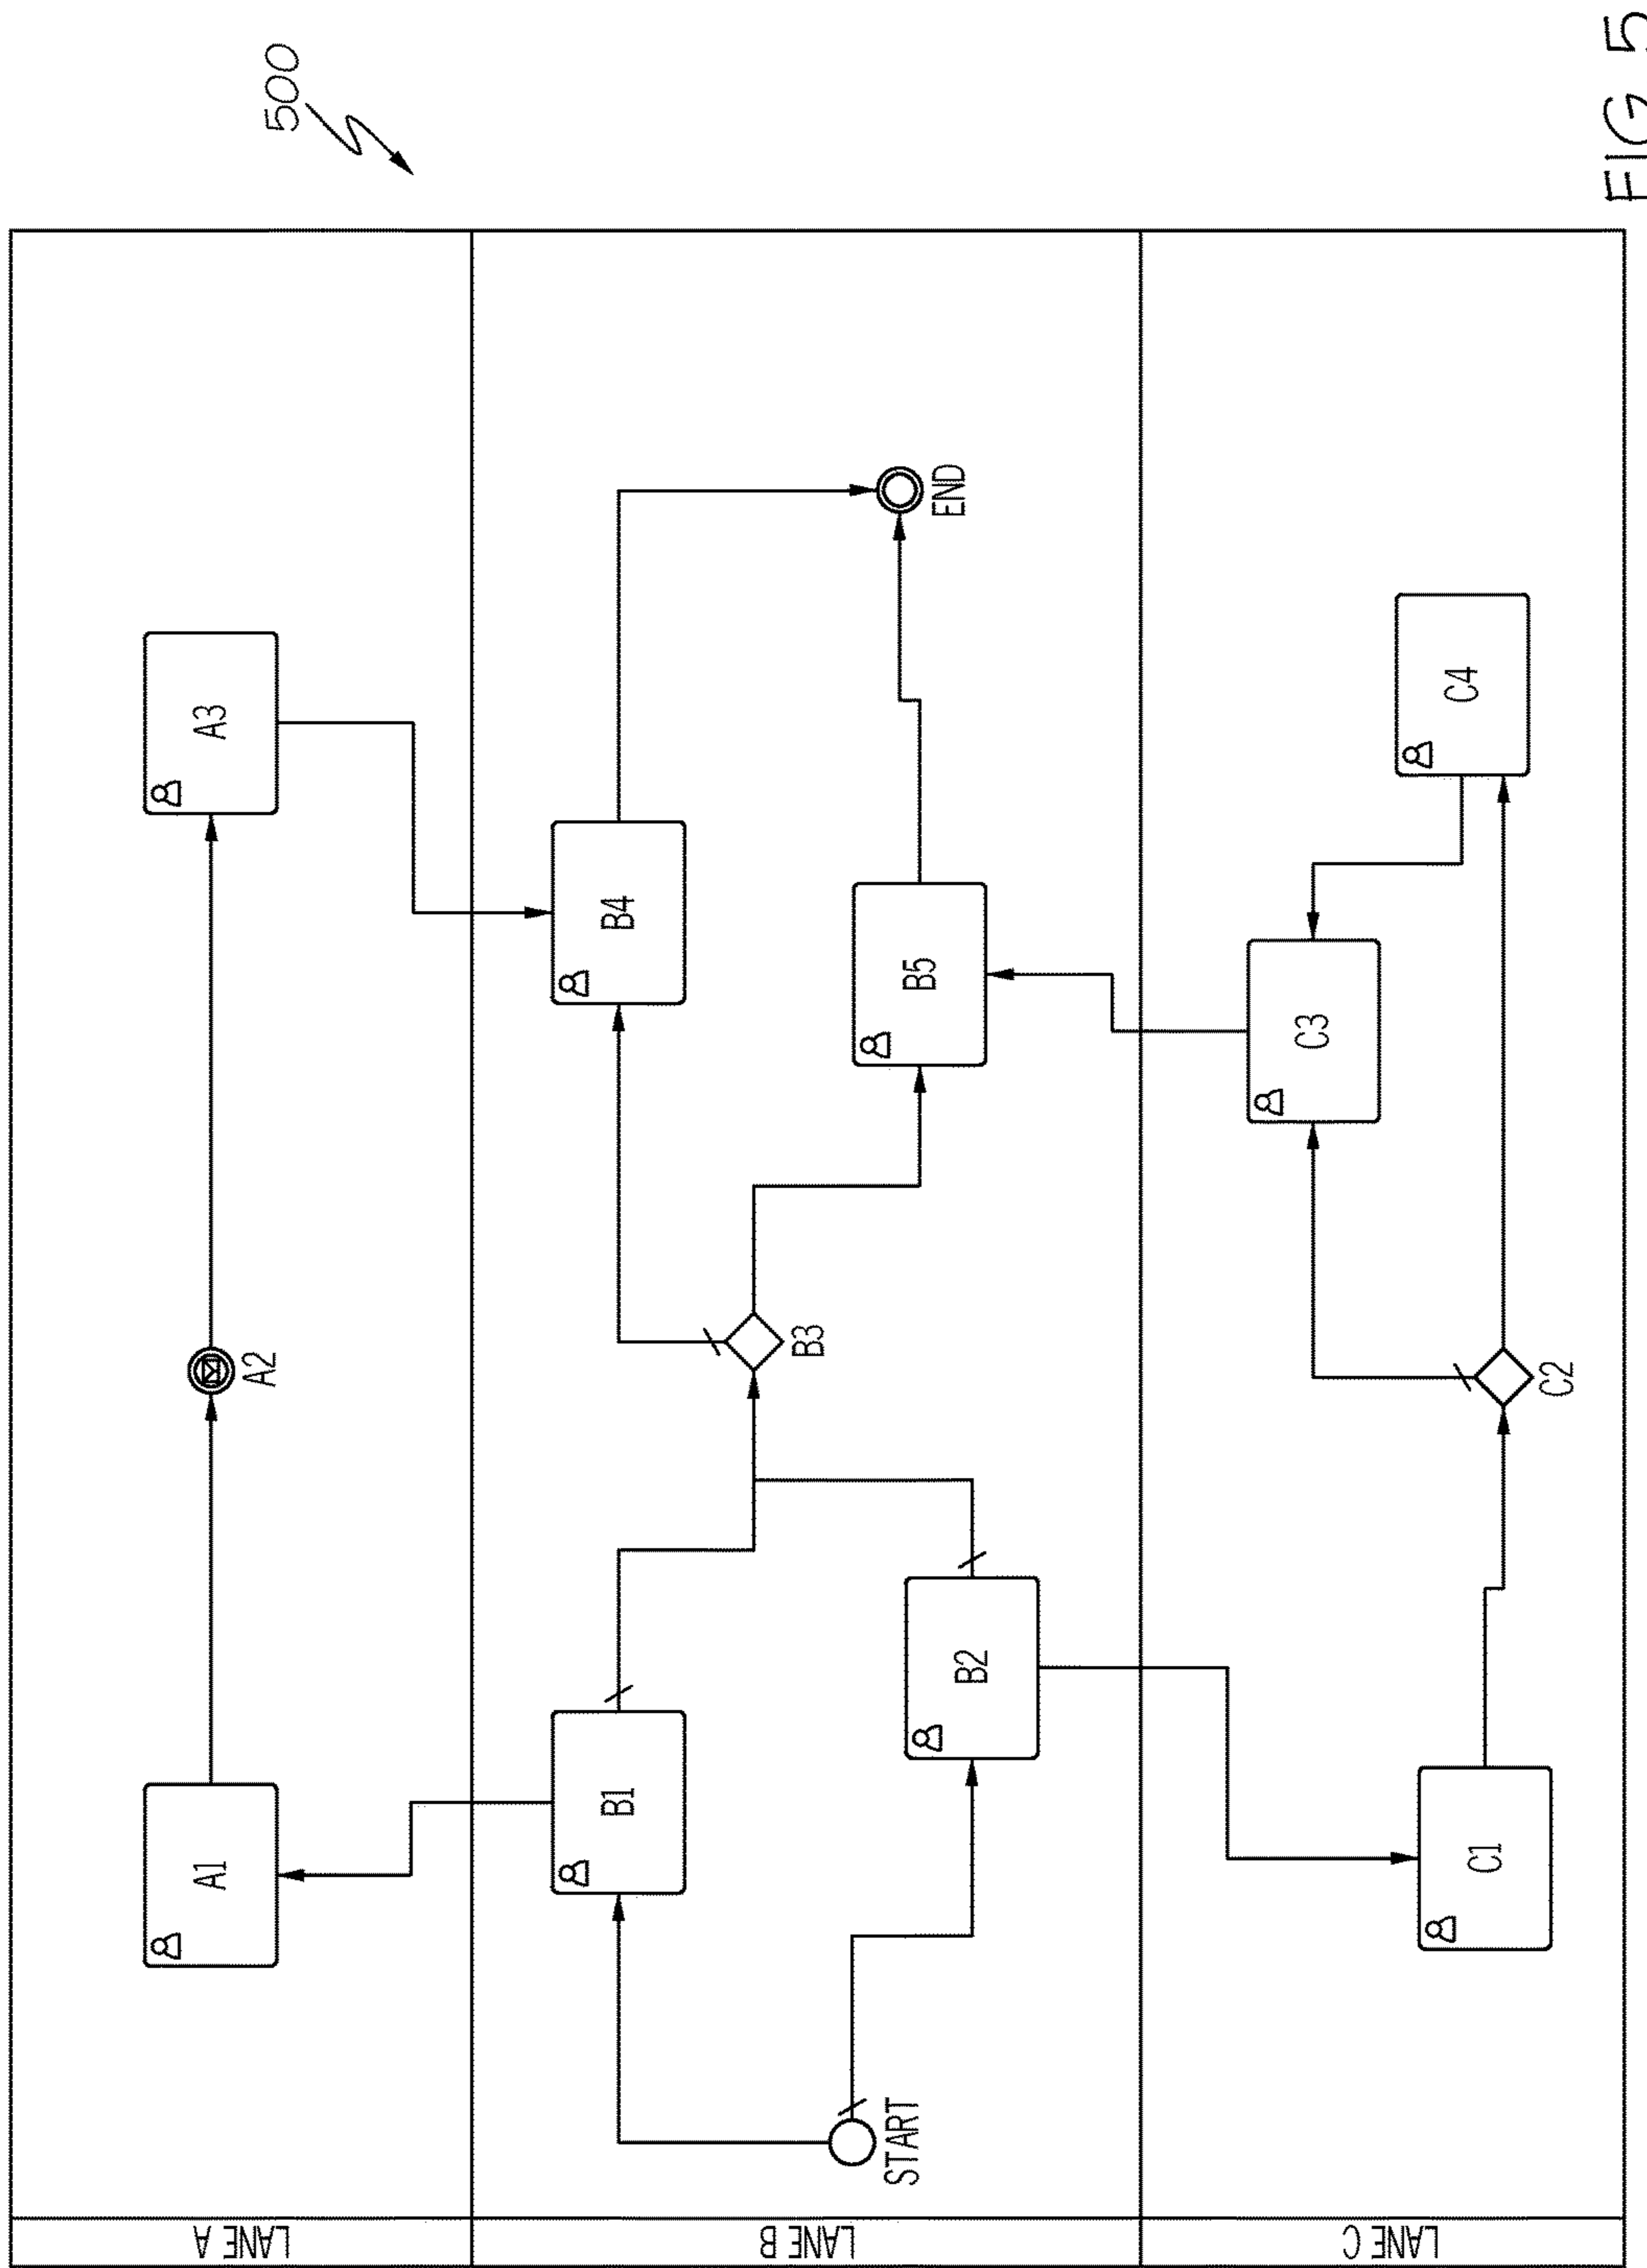 500
LANE A
A1
A2
A3
LANE B
START
B1
B2
B3
B4
B5
END
LANE C
C1
C2
C3
C4
FIG. 5